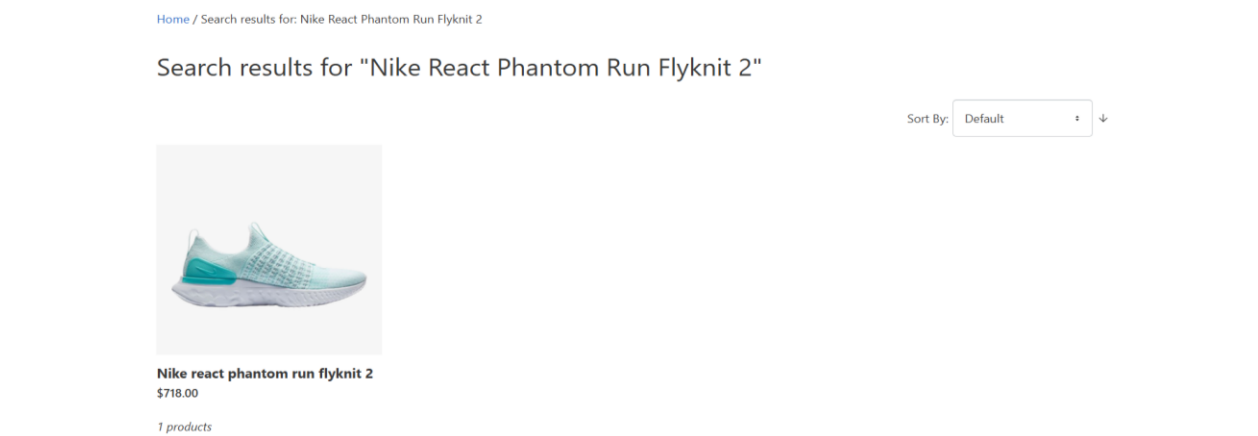 Home / Search results for: Nike React Phantom Run Flyknit 2
Search results for "Nike React Phantom Run Flyknit 2"
Sort By: Default
Nike react phantom run flyknit 2
$718.00
1 products